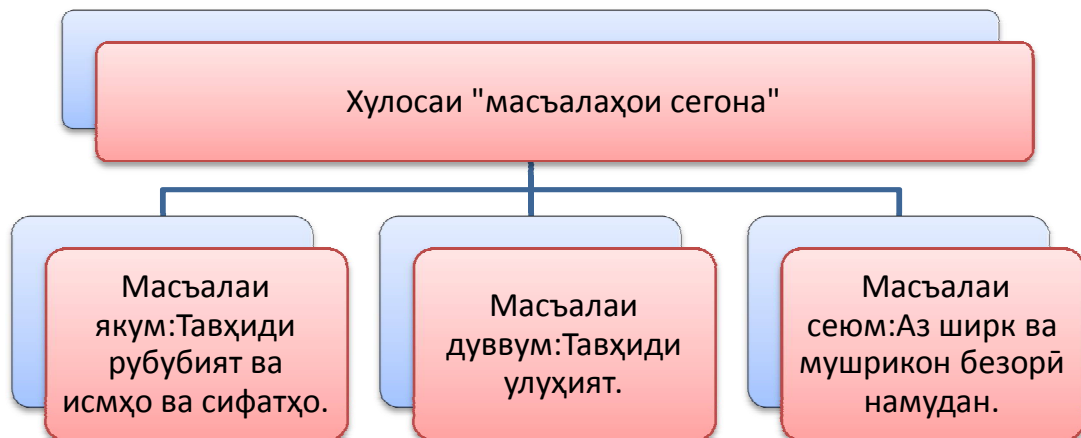 Хулосаи "масъалаҳои сегона"
Масъалаи
якум:Тавҳиди
рубубият ва
исмҳо ва сифатҳо.
Масъалаи
дуввум:Тавҳиди
улуҳият.
Масъалаи
сеюм:Аз ширк ва
мушрикон безорӣ
намудан.